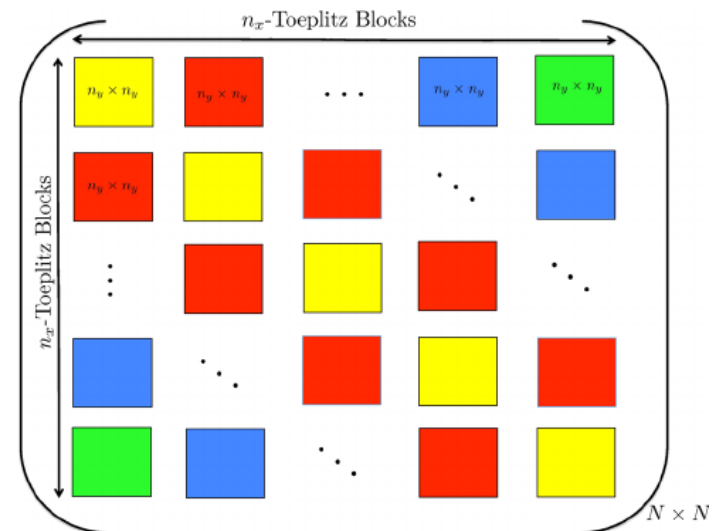 n_x-Toeplitz Blocks
n_x-Toeplitz Blocks
n_y × n_y n_y × n_y ... n_y × n_y n_y × n_y
n_y × n_y
N × N